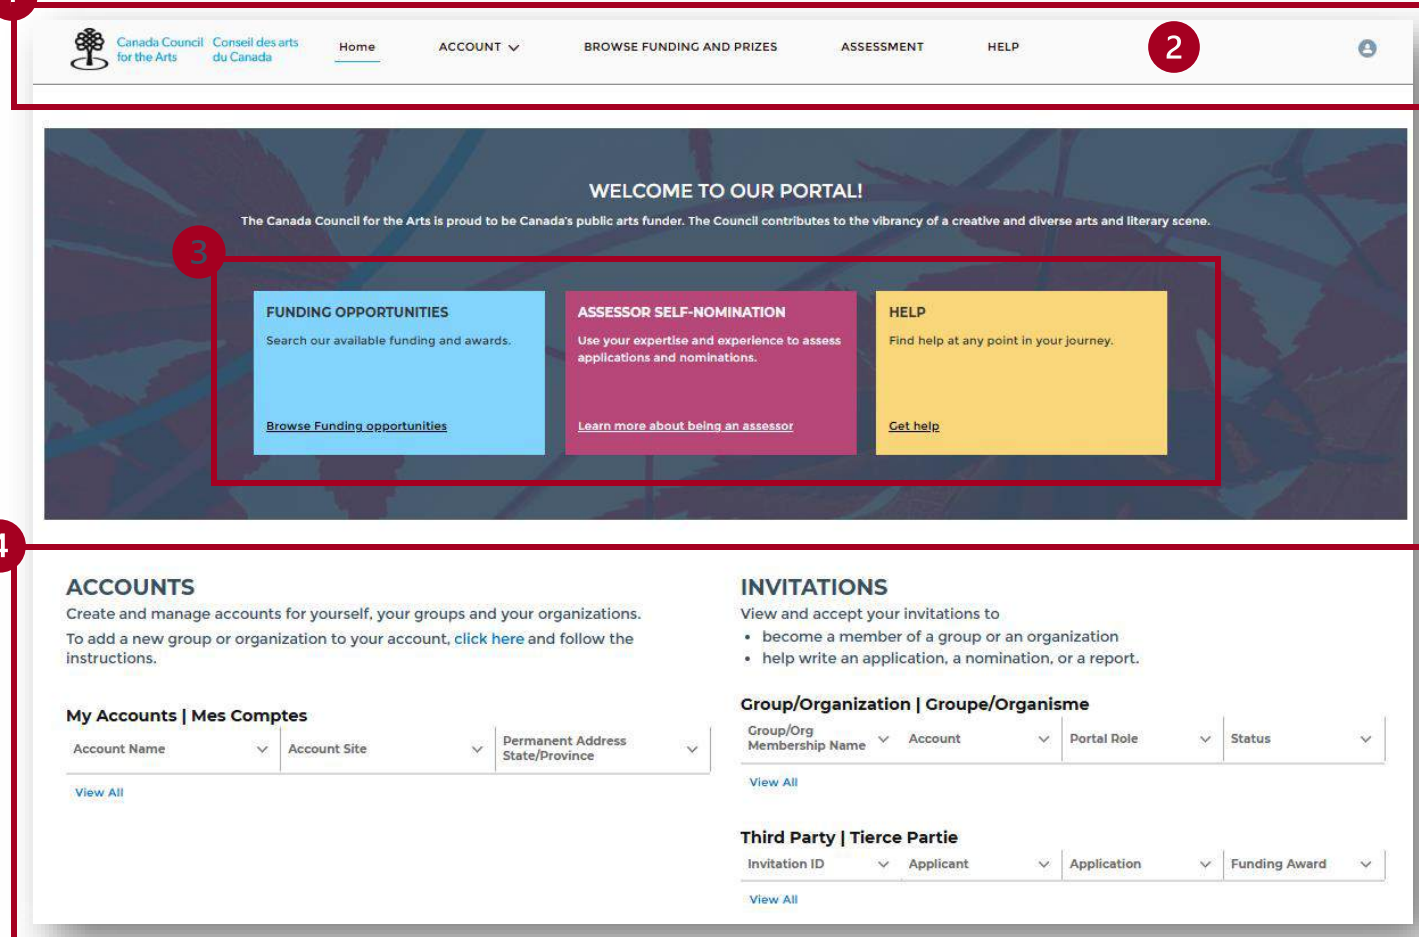 1
Canada Council Conseil des arts
for the Arts du Canada
Home ACCOUNT BROWSE FUNDING AND PRIZES ASSESSMENT HELP
2
WELCOME TO OUR PORTAL!
The Canada Council for the Arts is proud to be Canada's public arts funder. The Council contributes to the vibrancy of a creative and diverse arts and literary scene.
3
FUNDING OPPORTUNITIES
Search our available funding and awards.
Browse Funding opportunities
ASSESSOR SELF-NOMINATION
Use your expertise and experience to assess
applications and nominations.
Learn more about being an assessor
HELP
Find help at any point in your journey.
Get help
4
ACCOUNTS
Create and manage accounts for yourself, your groups and your organizations.
To add a new group or organization to your account, click here and follow the
instructions.
My Accounts | Mes Comptes
Account Name Account Site Permanent Address
State/Province
View All
INVITATIONS
View and accept your invitations to
• become a member of a group or an organization
• help write an application, a nomination, or a report.
Group/Organization | Groupe/Organisme
Group/Org
Membership Name Account Portal Role Status
View All
Third Party | Tierce Partie
Invitation ID Applicant Application Funding Award
View All